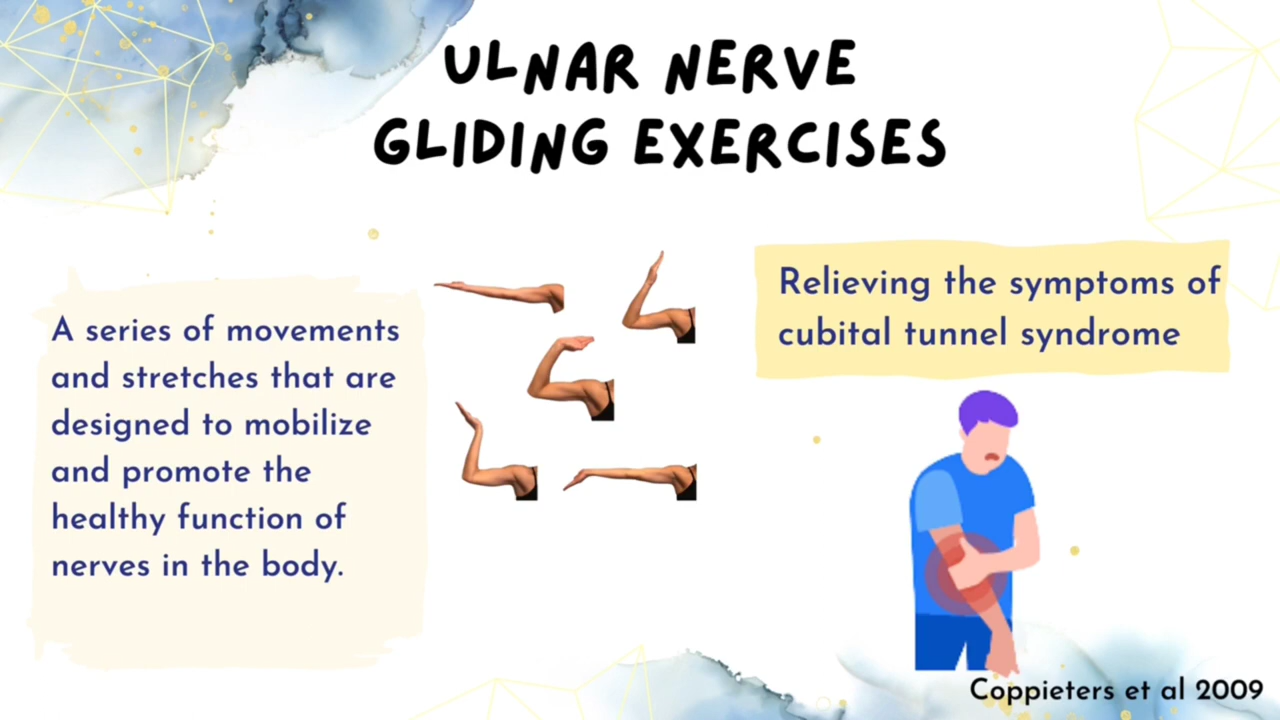 ULNAR NERVE
GLIDING EXERCISES
A series of movements
and stretches that are
designed to mobilize
and promote the
healthy function of
nerves in the body.
Relieving the symptoms of
cubital tunnel syndrome
Coppieters et al 2009